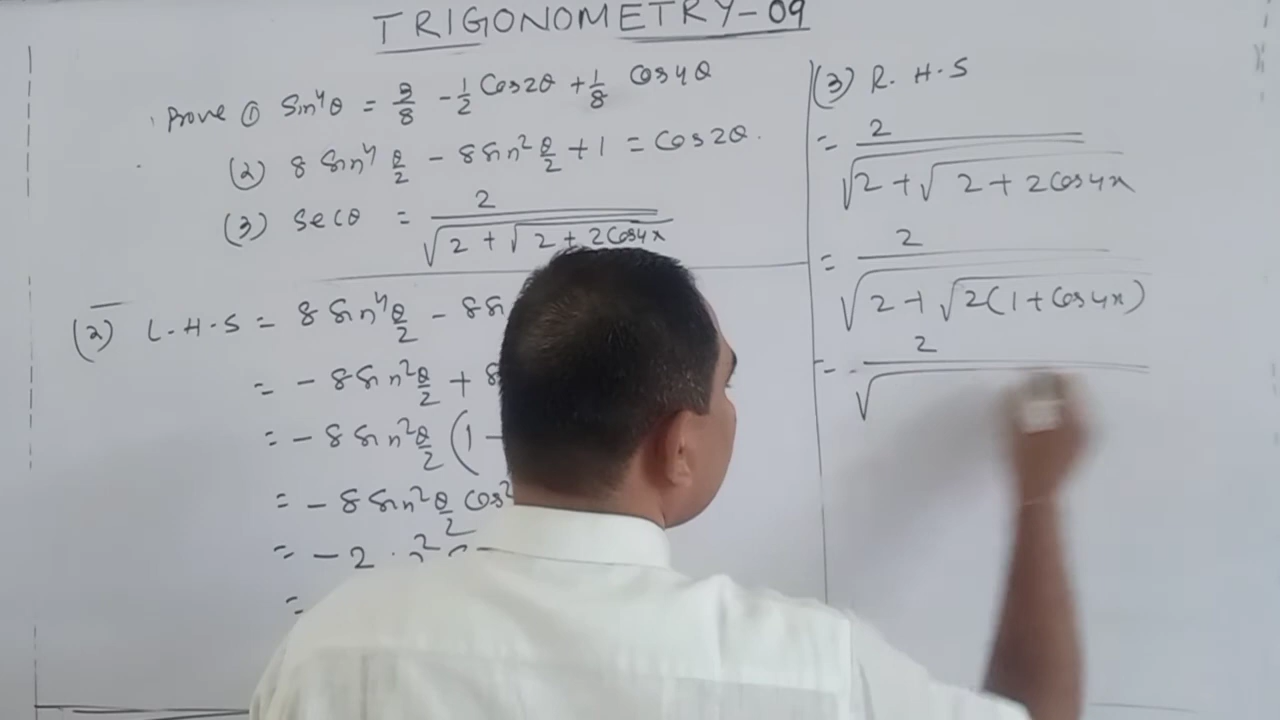 TRIGONOMETRY-09
Prove ① Sin⁴θ = 3/8 - 1/2 Cos2θ + 1/8 Cos4θ
(2) 8 Sin⁴ θ/2 - 8 Sin² θ/2 + 1 = Cos2θ.
(3) Secθ = 2/√(2 + √(2 + 2Cos4x))
(2) L.H.S = 8 Sin⁴ θ/2 - 8 Si
= - 8 Sin² θ/2 + 8
= - 8 Sin² θ/2 (1 -
= - 8 Sin² θ/2 Cos²
= - 2 ·
=
(3) R.H.S
= 2/√(2 + √(2 + 2Cos4x))
= 2/√(2 + √(2(1 + Cos4x)))
= 2/√